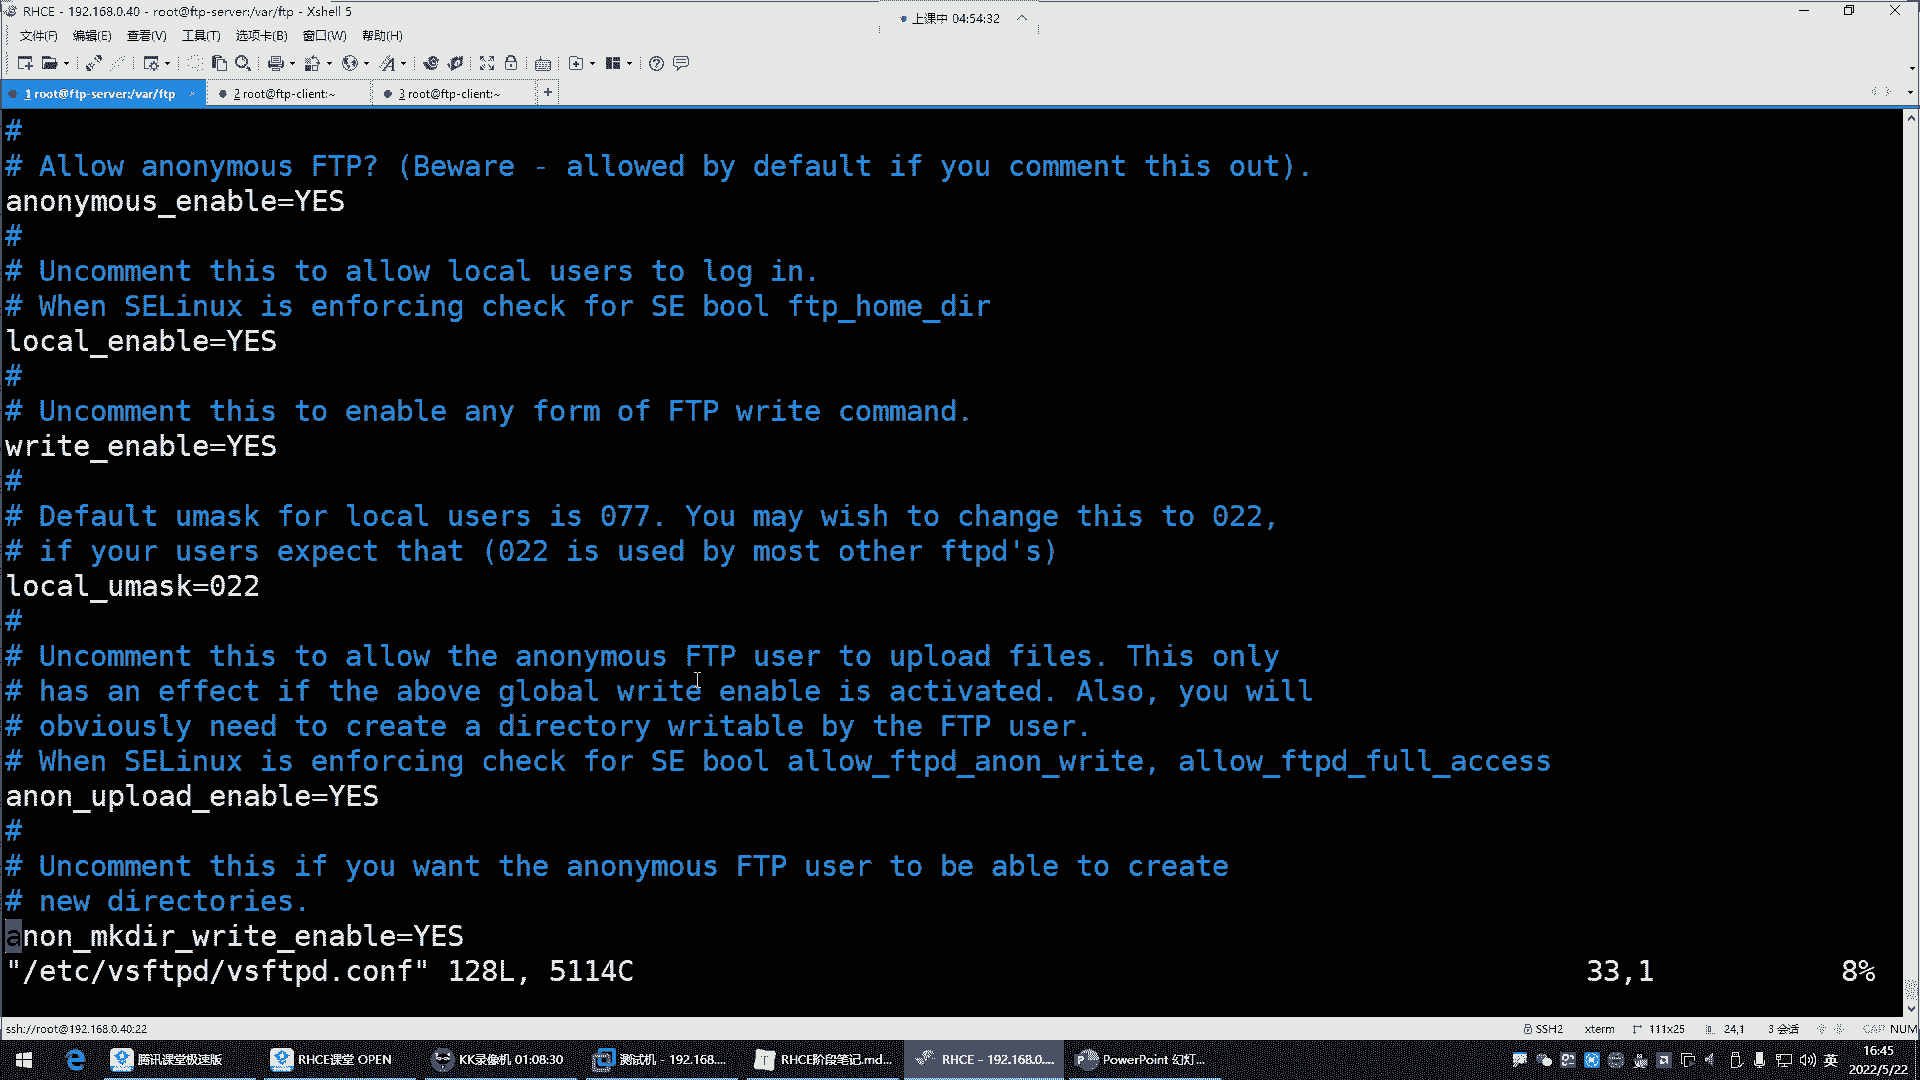 RHCE - 192.168.0.40 - root@ftp-server:/var/ftp - Xshell 5
上课中 04:54:32
文件(F) 编辑(E) 查看(V) 工具(T) 选项卡(B) 窗口(W) 帮助(H)
1 root@ftp-server:/var/ftp × 2 root@ftp-client:~ 3 root@ftp-client:~ +
#
# Allow anonymous FTP? (Beware - allowed by default if you comment this out).
anonymous_enable=YES
#
# Uncomment this to allow local users to log in.
# When SELinux is enforcing check for SE bool ftp_home_dir
local_enable=YES
#
# Uncomment this to enable any form of FTP write command.
write_enable=YES
#
# Default umask for local users is 077. You may wish to change this to 022,
# if your users expect that (022 is used by most other ftpd's)
local_umask=022
#
# Uncomment this to allow the anonymous FTP user to upload files. This only
# has an effect if the above global write enable is activated. Also, you will
# obviously need to create a directory writable by the FTP user.
# When SELinux is enforcing check for SE bool allow_ftpd_anon_write, allow_ftpd_full_access
anon_upload_enable=YES
#
# Uncomment this if you want the anonymous FTP user to be able to create
# new directories.
anon_mkdir_write_enable=YES
"/etc/vsftpd/vsftpd.conf" 128L, 5114C 33,1 8%
ssh://root@192.168.0.40:22 SSH2 xterm 111x25 24,1 3 会话 CAP NUM
腾讯课堂极速版 RHCE课堂 OPEN KK录像机 01:08:30 测试机 - 192.168.... RHCE阶段笔记.md... RHCE - 192.168.0.... PowerPoint 幻灯... 英 16:45
2022/5/22